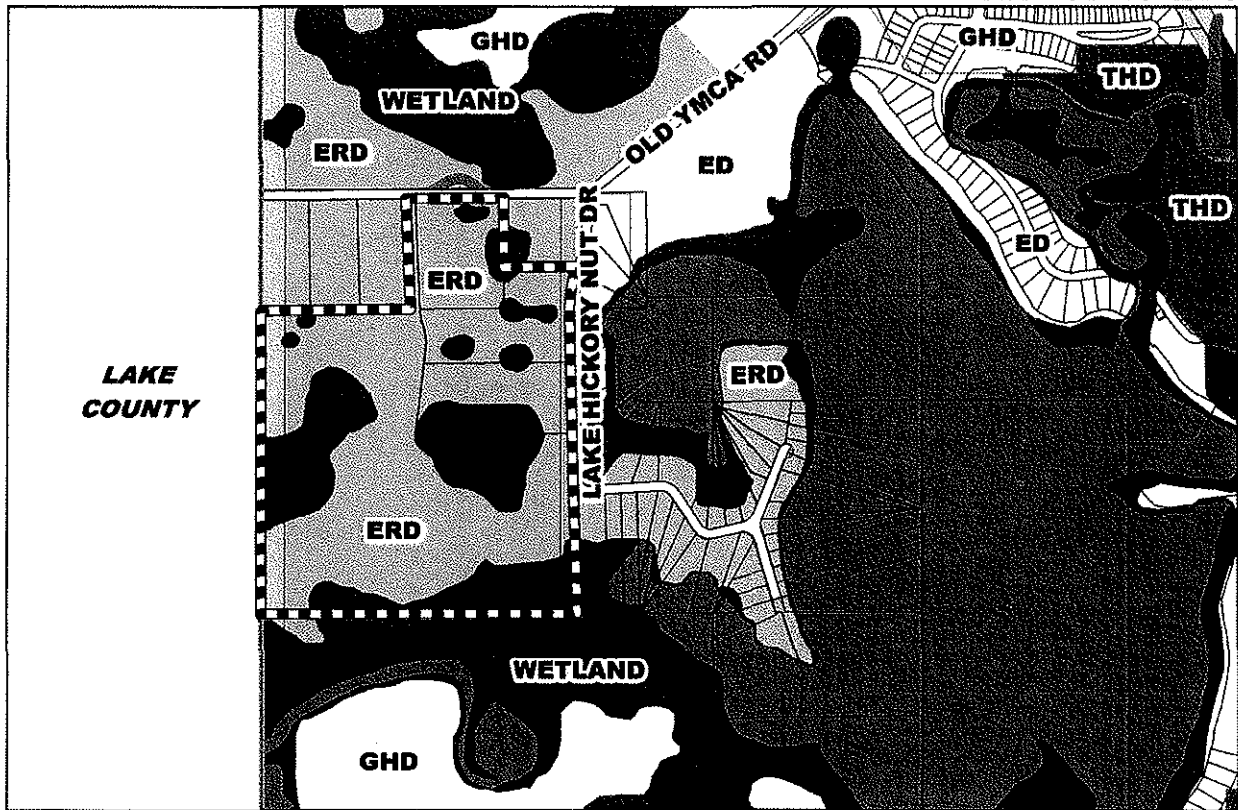 GHD
GHD
THD
OLD YMCA RD
WETLAND
ERD
ED
THD
LAKE HICKORY NUT DR
ED
ERD
LAKE
COUNTY
ERD
ERD
WETLAND
GHD